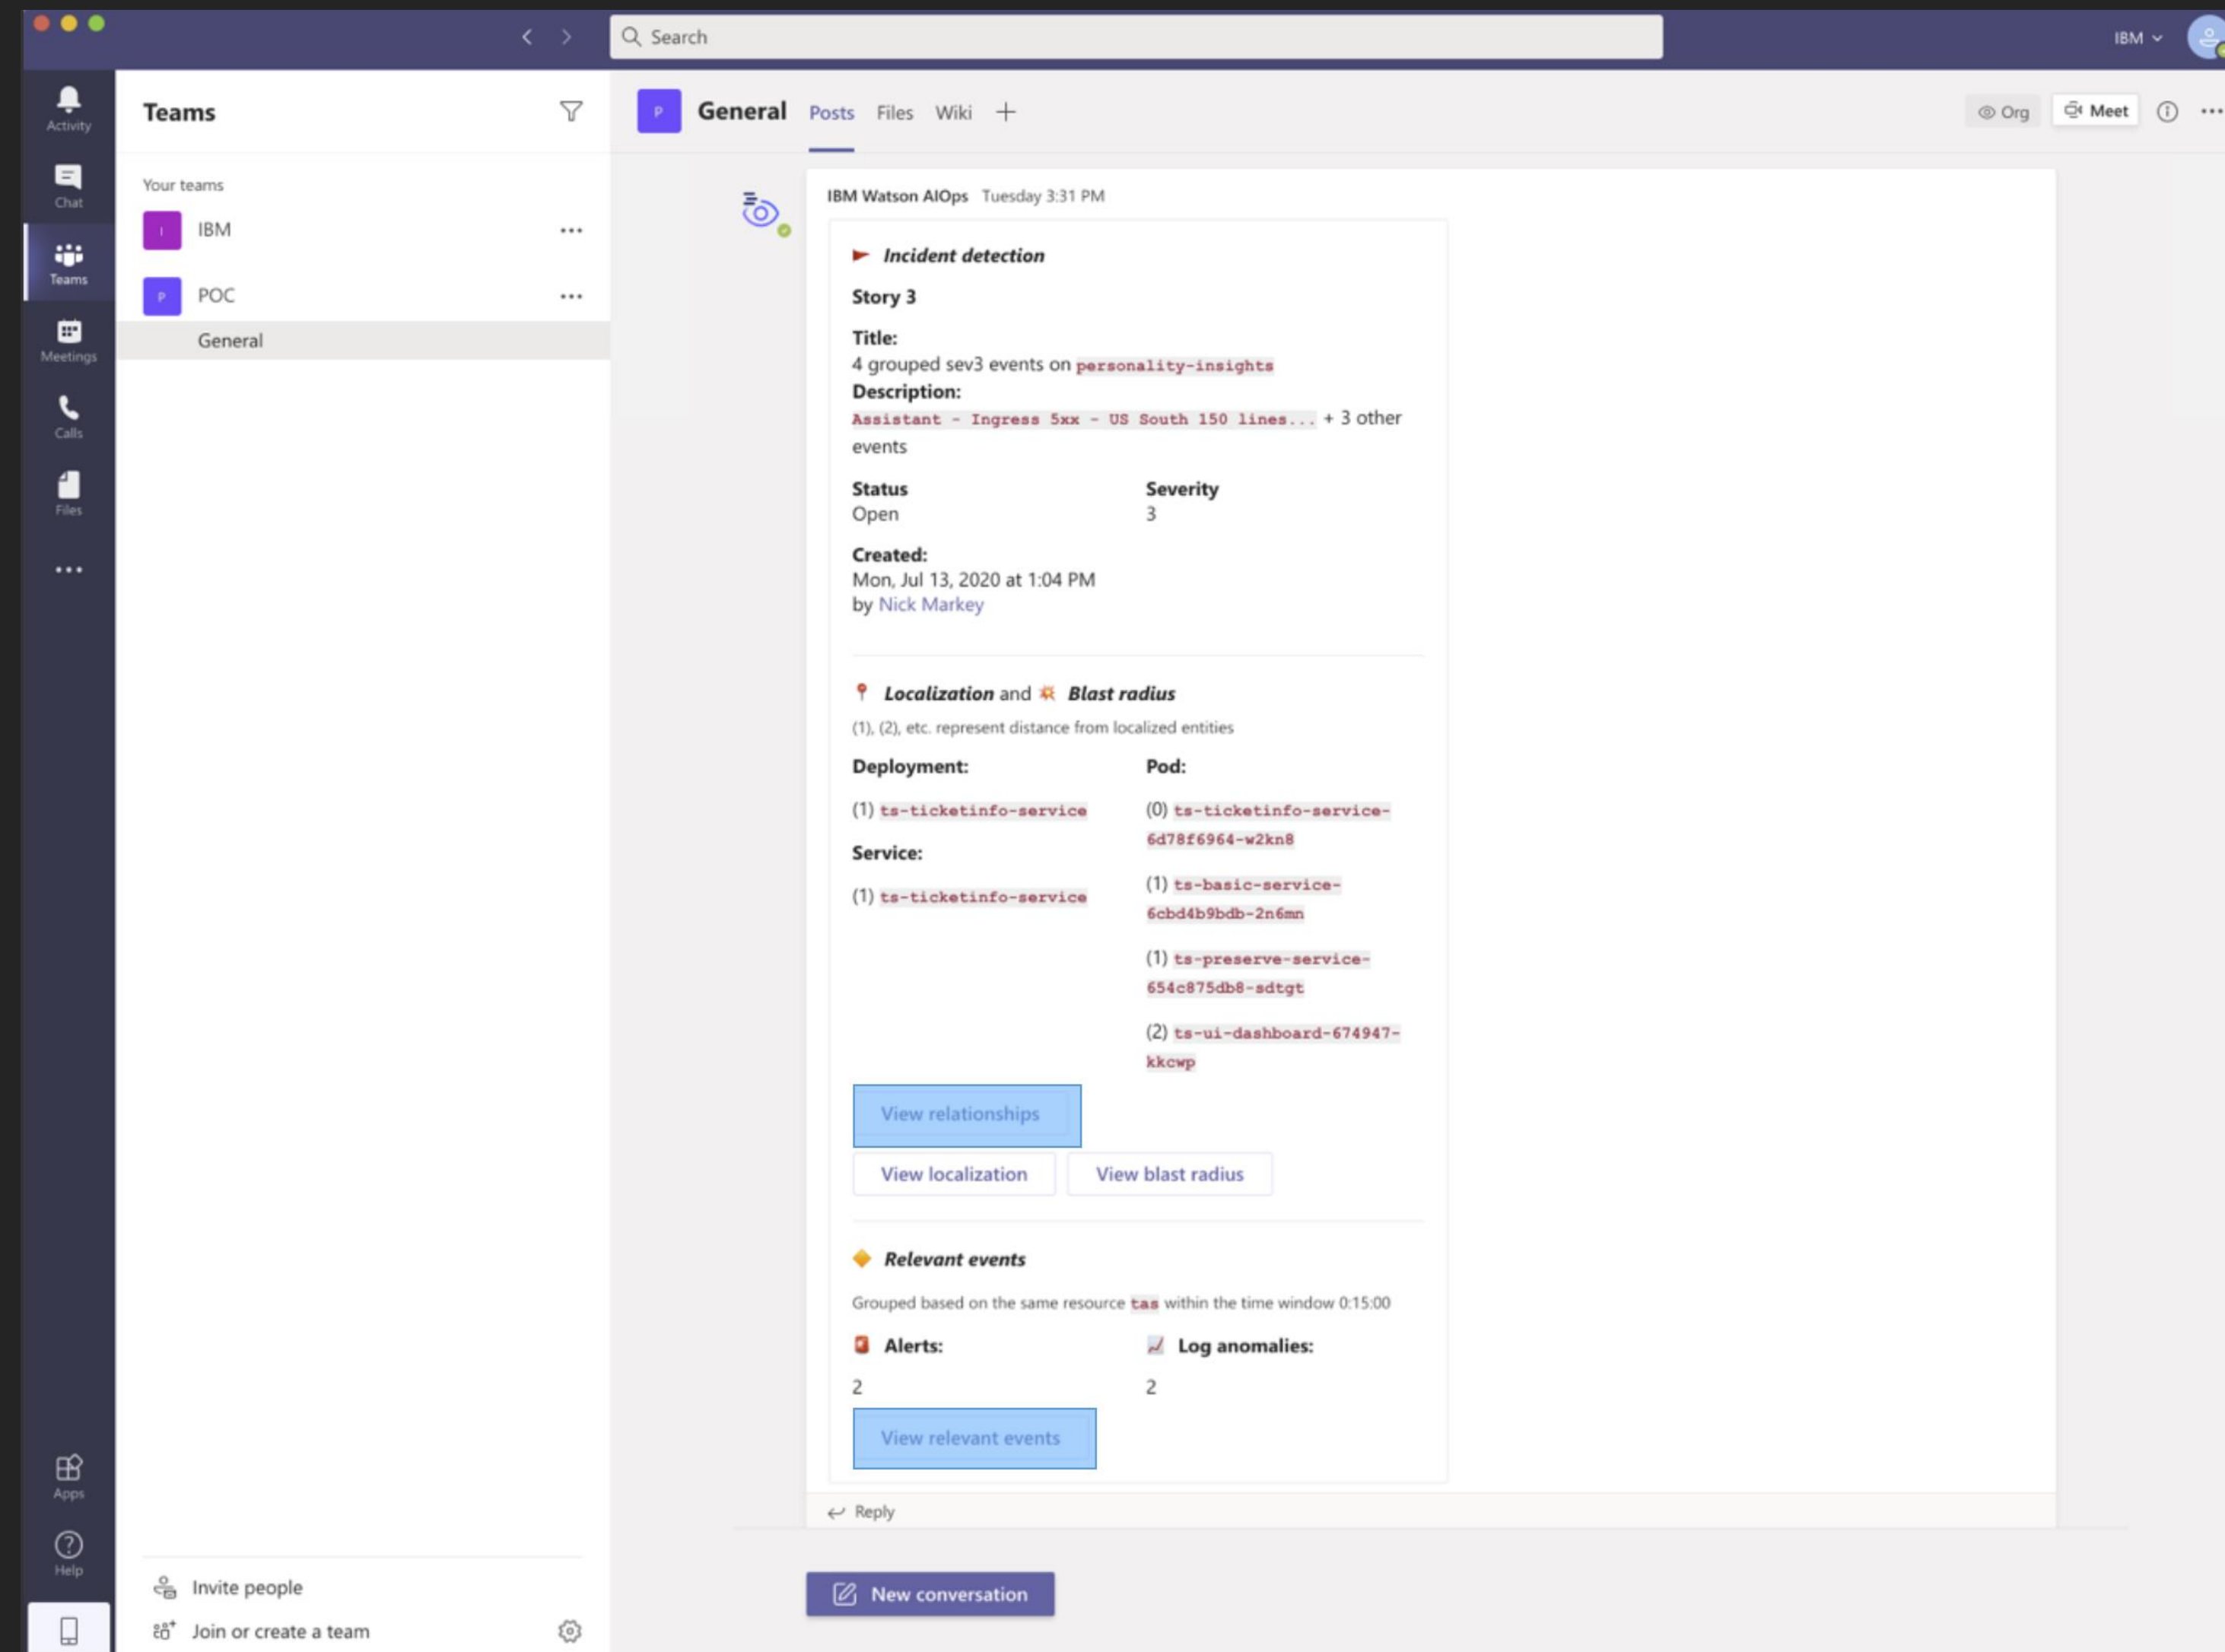 Search
IBM
Activity
Chat
Teams
Meetings
Calls
Files
Apps
Help
Teams
Your teams
I IBM
P POC
General
Invite people
Join or create a team
P General Posts Files Wiki
Org Meet
IBM Watson AIOps Tuesday 3:31 PM
Incident detection
Story 3
Title:
4 grouped sev3 events on personality-insights
Description:
Assistant - Ingress 5xx - US South 150 lines... + 3 other
events
Status Severity
Open 3
Created:
Mon, Jul 13, 2020 at 1:04 PM
by Nick Markey
Localization and Blast radius
(1), (2), etc. represent distance from localized entities
Deployment:
(1) ts-ticketinfo-service
Service:
(1) ts-ticketinfo-service
Pod:
(0) ts-ticketinfo-service-
6d78f6964-w2kn8
(1) ts-basic-service-
6cbd4b9bdb-2n6mn
(1) ts-preserve-service-
654c875db8-sdtgt
(2) ts-ui-dashboard-674947-
kkcwp
View relationships
View localization View blast radius
Relevant events
Grouped based on the same resource tas within the time window 0:15:00
Alerts: Log anomalies:
2 2
View relevant events
Reply
New conversation